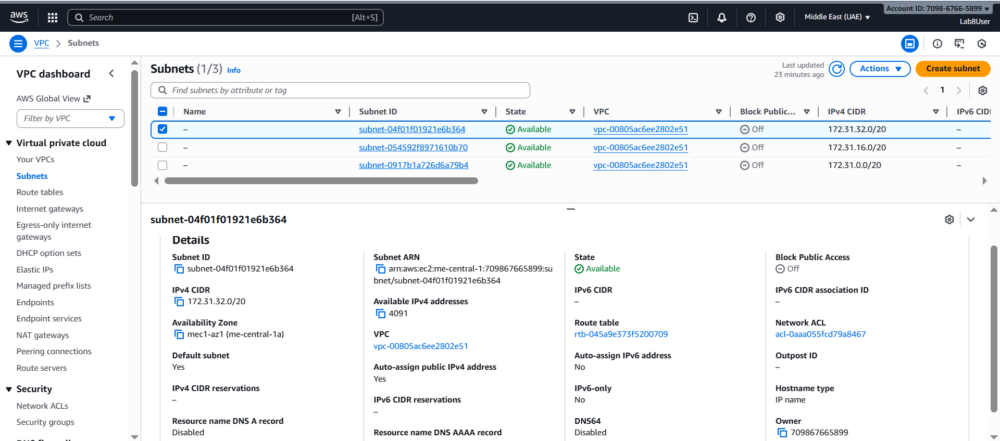 aws
Search
[Alt+S]
Middle East (UAE)
Account ID: 7098-6766-5899
Lab8User
VPC
Subnets
VPC dashboard
AWS Global View
Filter by VPC
Virtual private cloud
Your VPCs
Subnets
Route tables
Internet gateways
Egress-only internet
gateways
DHCP option sets
Elastic IPs
Managed prefix lists
Endpoints
Endpoint services
NAT gateways
Peering connections
Route servers
Security
Network ACLs
Security groups
Subnets (1/3) Info
Last updated
23 minutes ago
Actions
Create subnet
Find subnets by attribute or tag
1
Name Subnet ID State VPC Block Public... IPv4 CIDR IPv6 CIDI
– subnet-04f01f01921e6b364 Available vpc-00805ac6ee2802e51 Off 172.31.32.0/20 –
– subnet-054592f8971610b70 Available vpc-00805ac6ee2802e51 Off 172.31.16.0/20 –
– subnet-0917b1a726d6a79b4 Available vpc-00805ac6ee2802e51 Off 172.31.0.0/20 –
subnet-04f01f01921e6b364
Details
Subnet ID
subnet-04f01f01921e6b364
IPv4 CIDR
172.31.32.0/20
Availability Zone
mec1-az1 (me-central-1a)
Default subnet
Yes
IPv4 CIDR reservations
–
Resource name DNS A record
Disabled
Subnet ARN
arn:aws:ec2:me-central-1:709867665899:su
bnet/subnet-04f01f01921e6b364
Available IPv4 addresses
4091
VPC
vpc-00805ac6ee2802e51
Auto-assign public IPv4 address
Yes
IPv6 CIDR reservations
–
Resource name DNS AAAA record
State
Available
IPv6 CIDR
–
Route table
rtb-045a9e373f5200709
Auto-assign IPv6 address
No
IPv6-only
No
DNS64
Disabled
Block Public Access
Off
IPv6 CIDR association ID
–
Network ACL
acl-0aaa055fcd79a8467
Outpost ID
–
Hostname type
IP name
Owner
709867665899